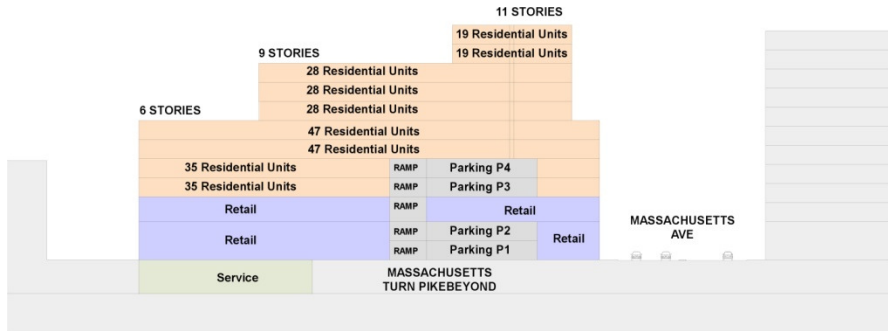 11 STORIES
19 Residential Units
19 Residential Units
9 STORIES
28 Residential Units
28 Residential Units
28 Residential Units
6 STORIES
47 Residential Units
47 Residential Units
35 Residential Units RAMP Parking P4
35 Residential Units RAMP Parking P3
Retail RAMP Retail
Retail RAMP Parking P2 Retail
RAMP Parking P1
MASSACHUSETTS
AVE
Service
MASSACHUSETTS
TURN PIKEBEYOND